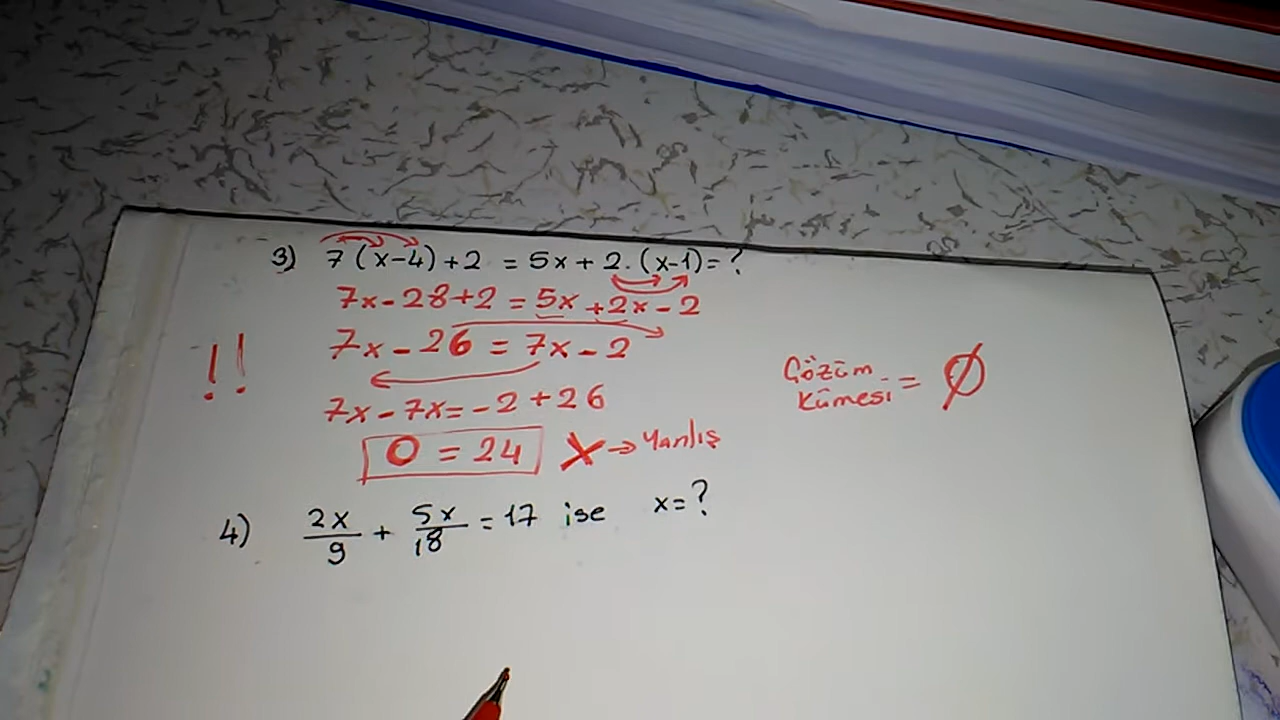 3) 7(x-4)+2 = 5x+2.(x-1)=?
7x-28+2=5x+2x-2
7x-26=7x-2
!!
7x-7x=-2+26
0=24 X→Yanlış
Çözüm
Kümesi = ∅
4) 2x/9 + 5x/18 = 17 ise x=?